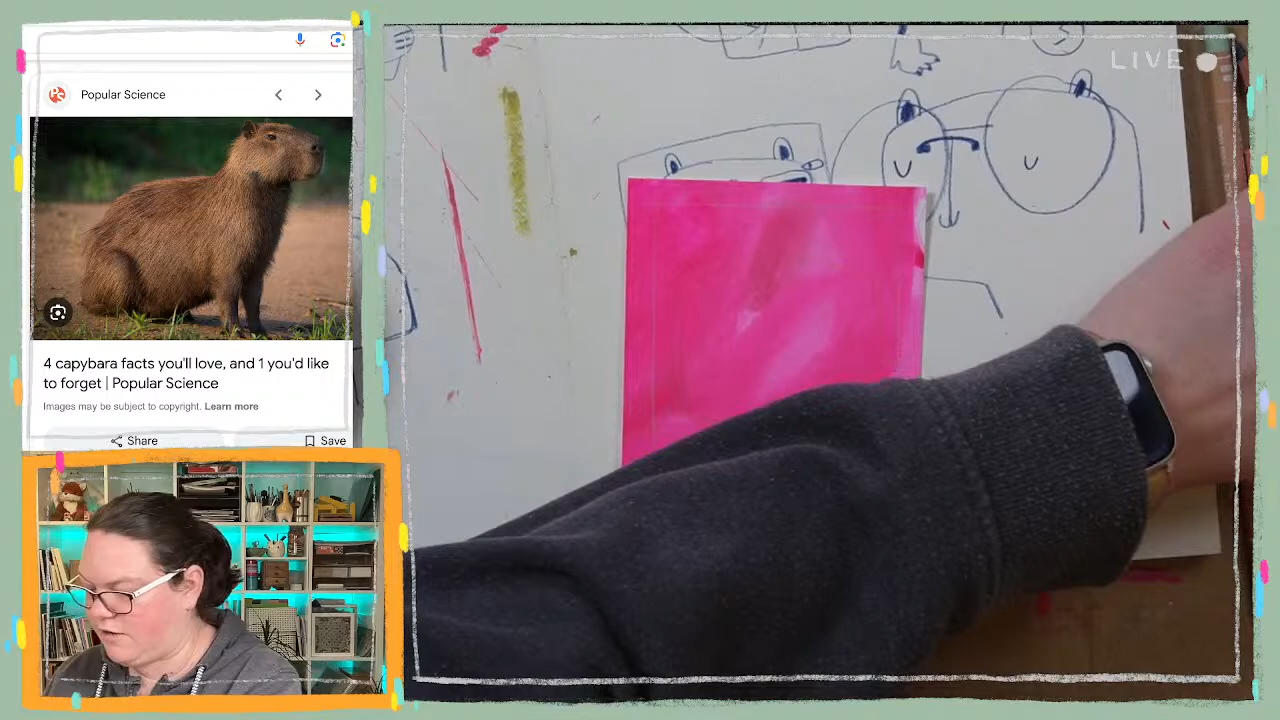 Popular Science
4 capybara facts you'll love, and 1 you'd like
to forget | Popular Science
Images may be subject to copyright. Learn more
Share
Save
LIVE